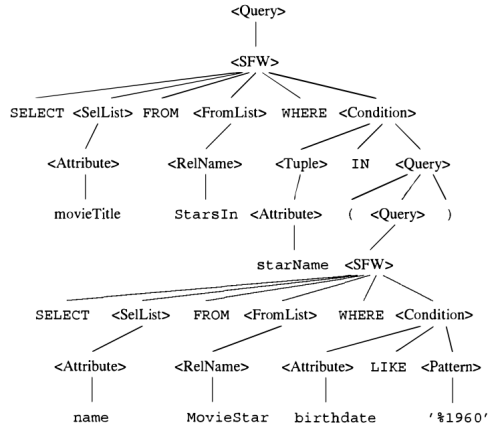 <Query>
<SFW>
SELECT <SelList> FROM <FromList> WHERE <Condition>
<Attribute> <RelName> <Tuple> IN <Query>
movieTitle StarsIn <Attribute> ( <Query> )
starName <SFW>
SELECT <SelList> FROM <FromList> WHERE <Condition>
<Attribute> <RelName> <Attribute> LIKE <Pattern>
name MovieStar birthdate '%1960'